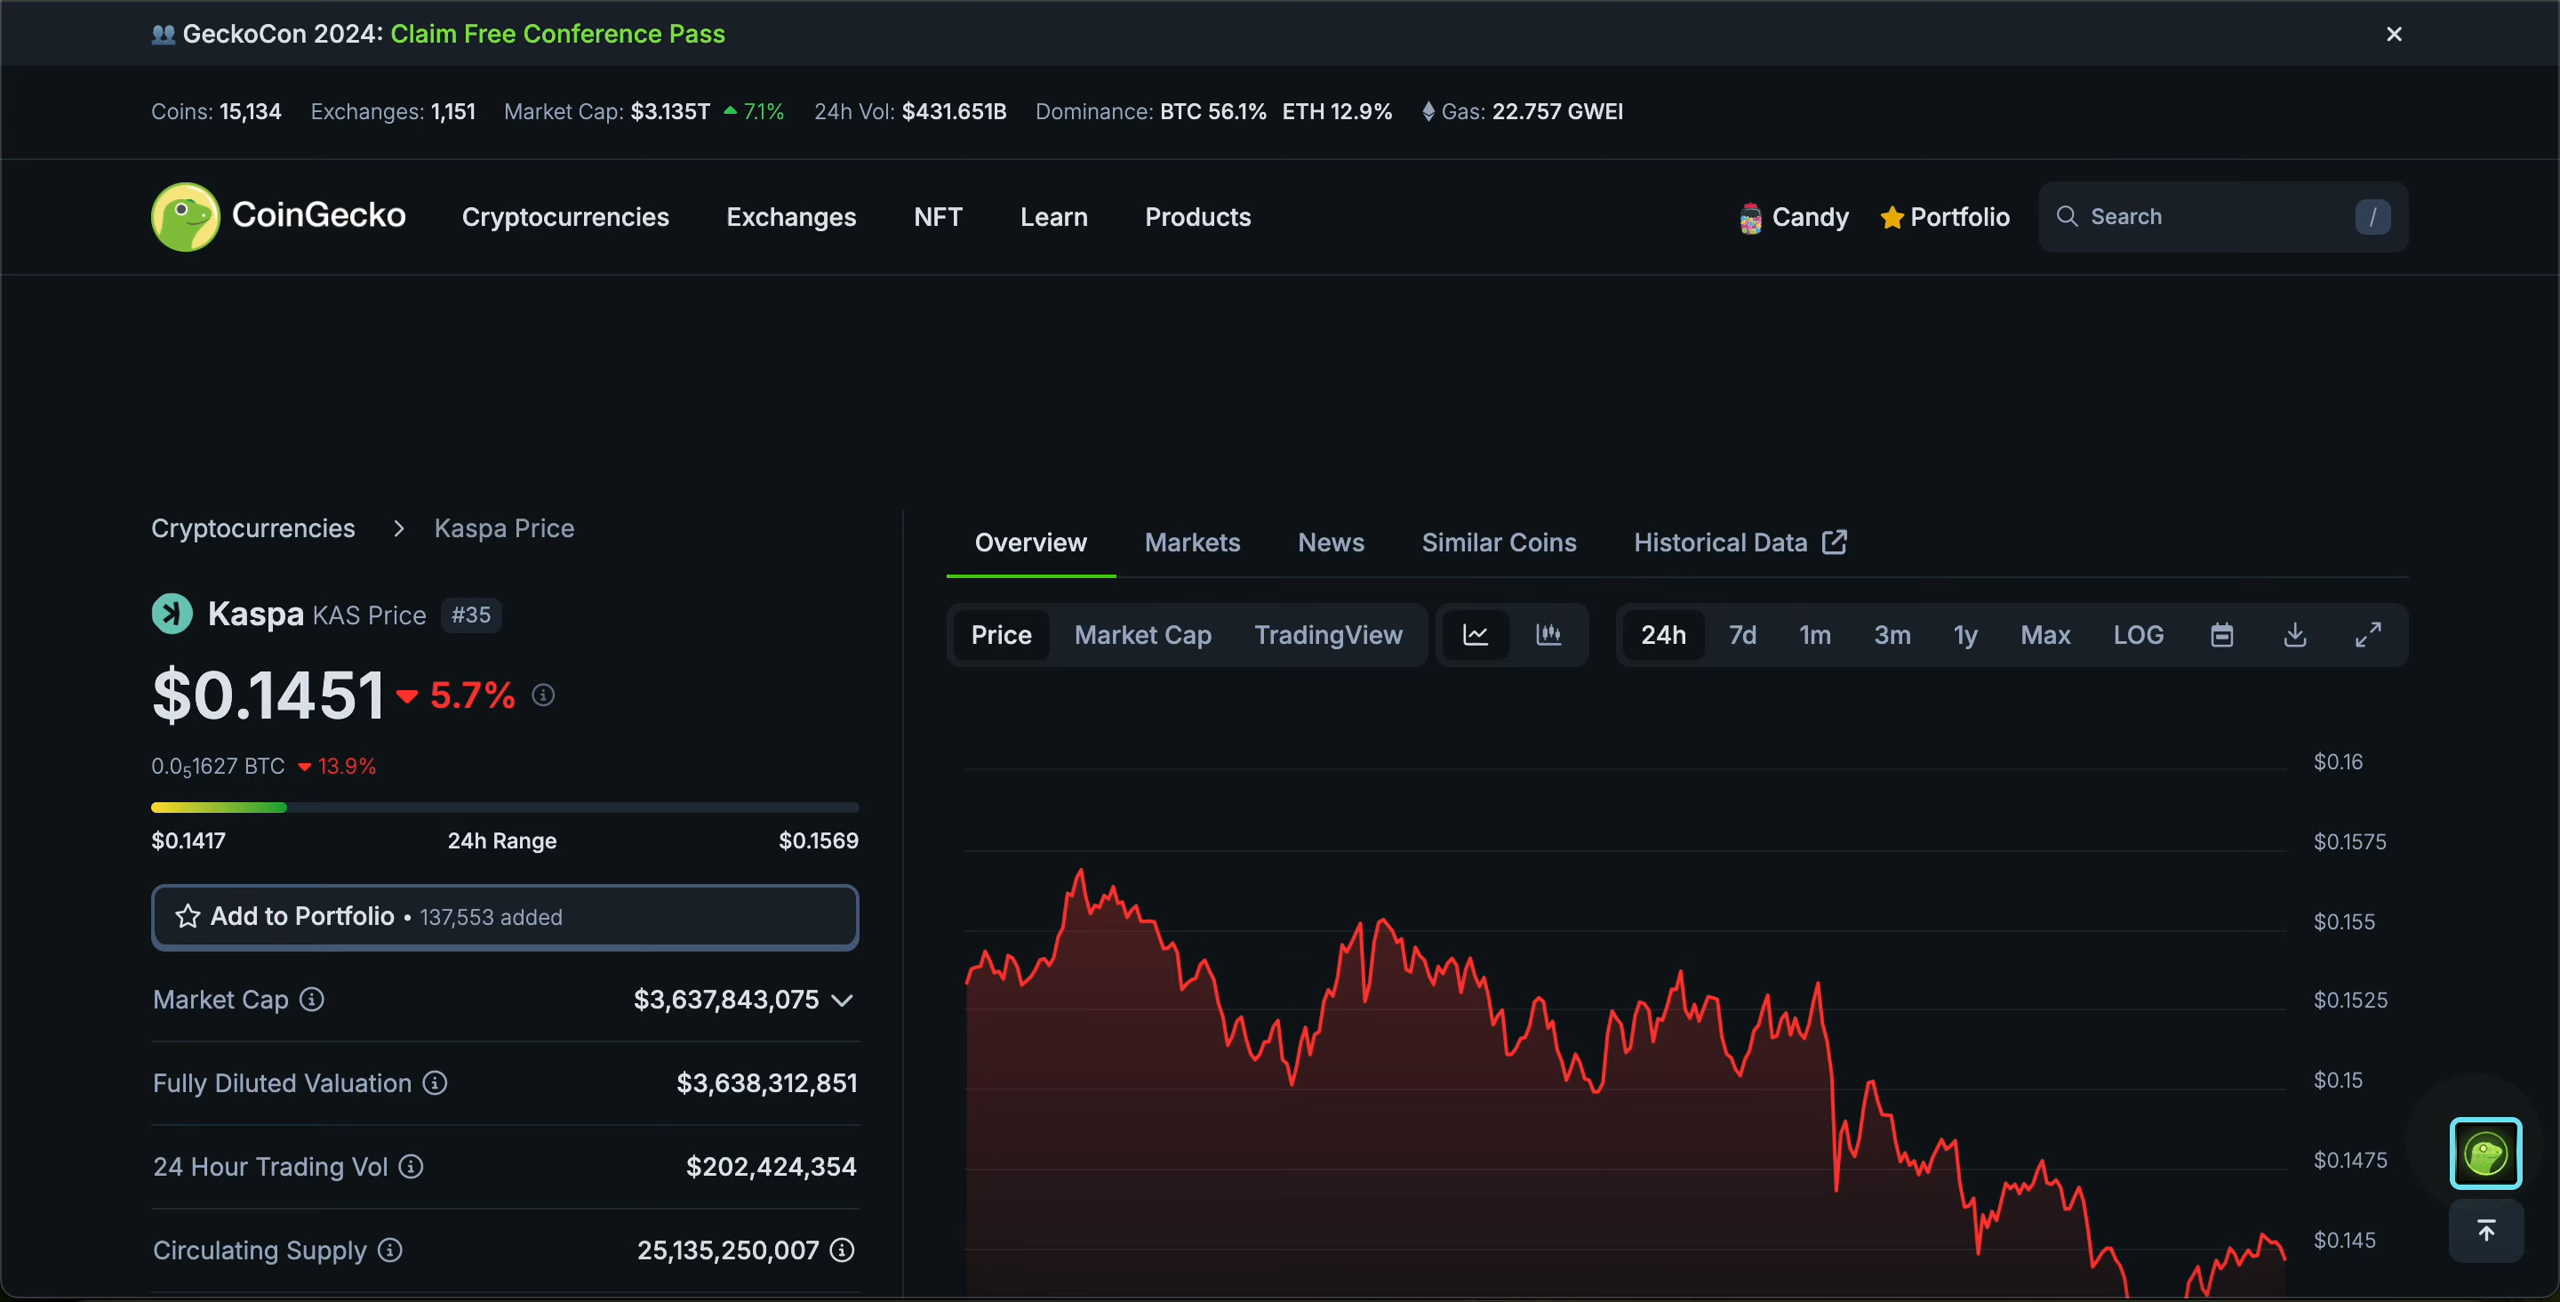 GeckoCon 2024: Claim Free Conference Pass
Coins: 15,134 Exchanges: 1,151 Market Cap: $3.135T 7.1% 24h Vol: $431.651B Dominance: BTC 56.1% ETH 12.9% Gas: 22.757 GWEI
CoinGecko Cryptocurrencies Exchanges NFT Learn Products Candy Portfolio Search /
Cryptocurrencies > Kaspa Price
Kaspa KAS Price #35
$0.1451 5.7%
0.0₅1627 BTC 13.9%
$0.1417 24h Range $0.1569
Add to Portfolio • 137,553 added
Market Cap $3,637,843,075
Fully Diluted Valuation $3,638,312,851
24 Hour Trading Vol $202,424,354
Circulating Supply 25,135,250,007
Overview Markets News Similar Coins Historical Data
Price Market Cap TradingView 24h 7d 1m 3m 1y Max LOG
$0.16
$0.1575
$0.155
$0.1525
$0.15
$0.1475
$0.145